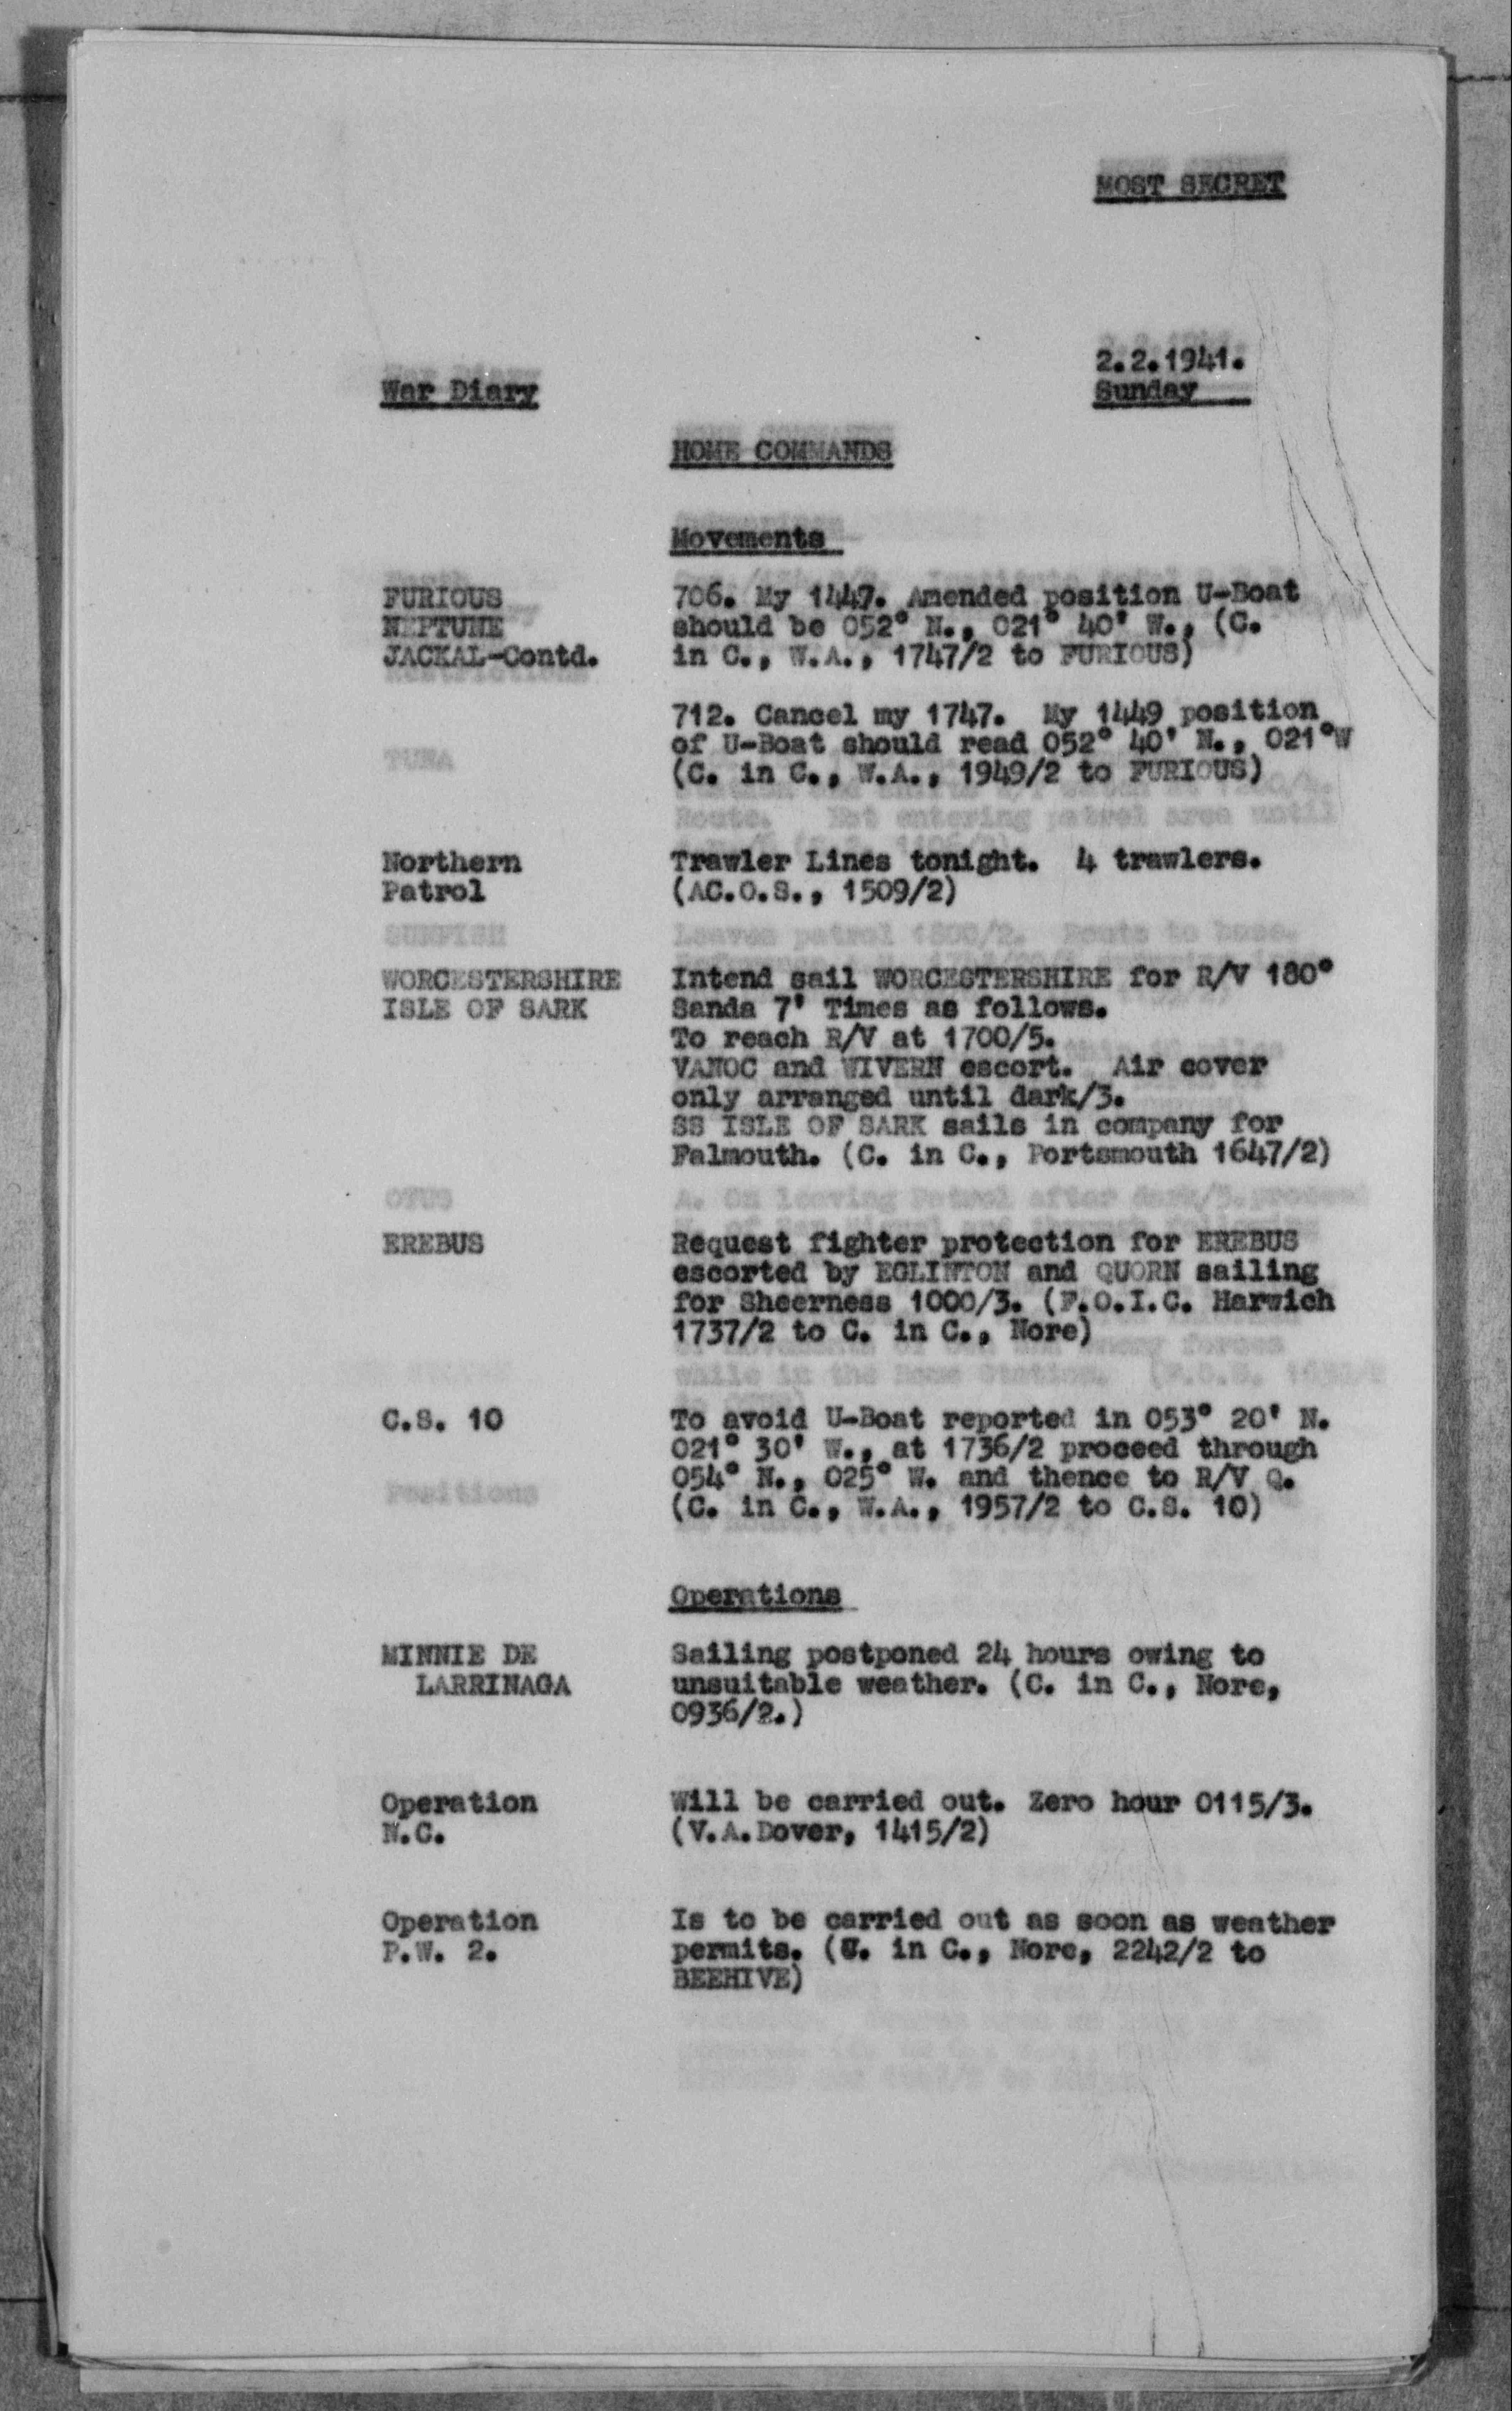 MOST SECRET
2.2.1941.
War Diary Sunday
HOME COMMANDS
Movements
FURIOUS 706. My 1447. Amended position U-Boat
NEPTUNE should be 052° N., 021° 40' W., (C.
JACKAL-Contd. in C., W.A., 1747/2 to FURIOUS)
712. Cancel my 1747. My 1449 position
of U-Boat should read 052° 40' N., 021°W
(C. in C., W.A., 1949/2 to FURIOUS)
Northern Trawler Lines tonight. 4 trawlers.
Patrol (AC.O.S., 1509/2)
WORCESTERSHIRE Intend sail WORCESTERSHIRE for R/V 180°
ISLE OF SARK Sanda 7' Times as follows.
To reach R/V at 1700/5.
VANOC and WIVERN escort. Air cover
only arranged until dark/3.
SS ISLE OF SARK sails in company for
Falmouth. (C. in C., Portsmouth 1647/2)
EREBUS Request fighter protection for EREBUS
escorted by EGLINTON and QUORN sailing
for Sheerness 1000/3. (F.O.I.C. Harwich
1737/2 to C. in C., Nore)
C.S. 10 To avoid U-Boat reported in 053° 20' N.
021° 30' W., at 1736/2 proceed through
054° N., 025° W. and thence to R/V Q.
(C. in C., W.A., 1957/2 to C.S. 10)
Operations
MINNIE DE Sailing postponed 24 hours owing to
LARRINAGA unsuitable weather. (C. in C., Nore,
0936/2.)
Operation Will be carried out. Zero hour 0115/3.
N.C. (V.A.Dover, 1415/2)
Operation Is to be carried out as soon as weather
P.W. 2. permits. (C. in C., Nore, 2242/2 to
BEEHIVE)